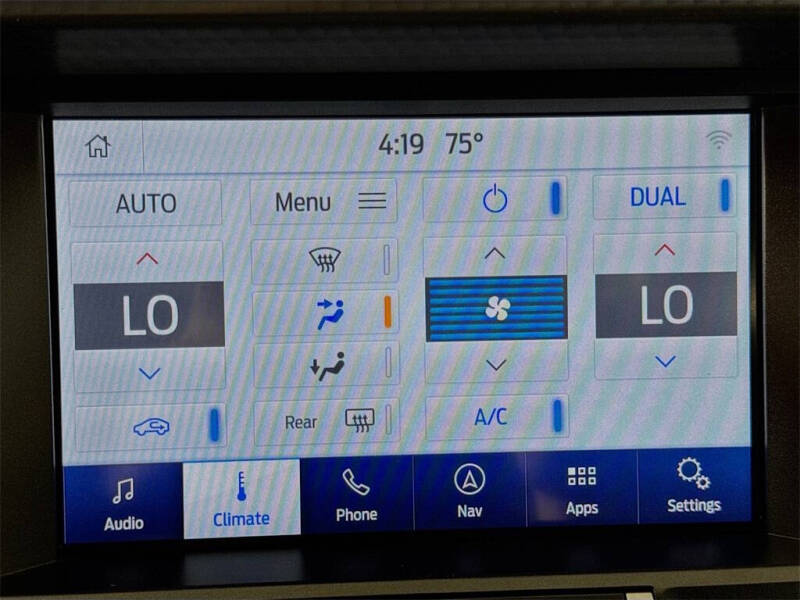 4:19 75°
AUTO Menu DUAL
LO LO
Rear A/C
Audio Climate Phone Nav Apps Settings